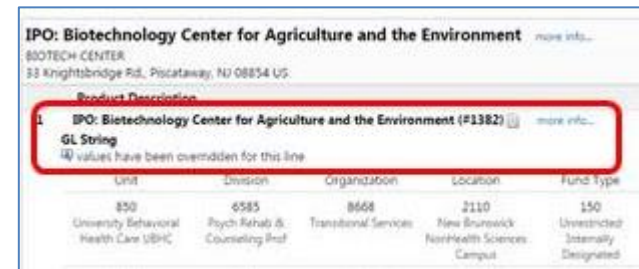 IPO: Biotechnology Center for Agriculture and the Environment more info...
BIOTECH CENTER
33 Knightsbridge Rd., Piscataway, NJ 08854 US
Product Description
1 IPO: Biotechnology Center for Agriculture and the Environment (#1382) more info...
GL String
values have been overridden for this line
Unit Division Organization Location Fund Type
850 6585 8668 2110 150
University Behavioral Psych Rehab & Transitional Services New Brunswick Unrestricted
Health Care UBHC Counseling Prof NonHealth Sciences Internally
Campus Designated